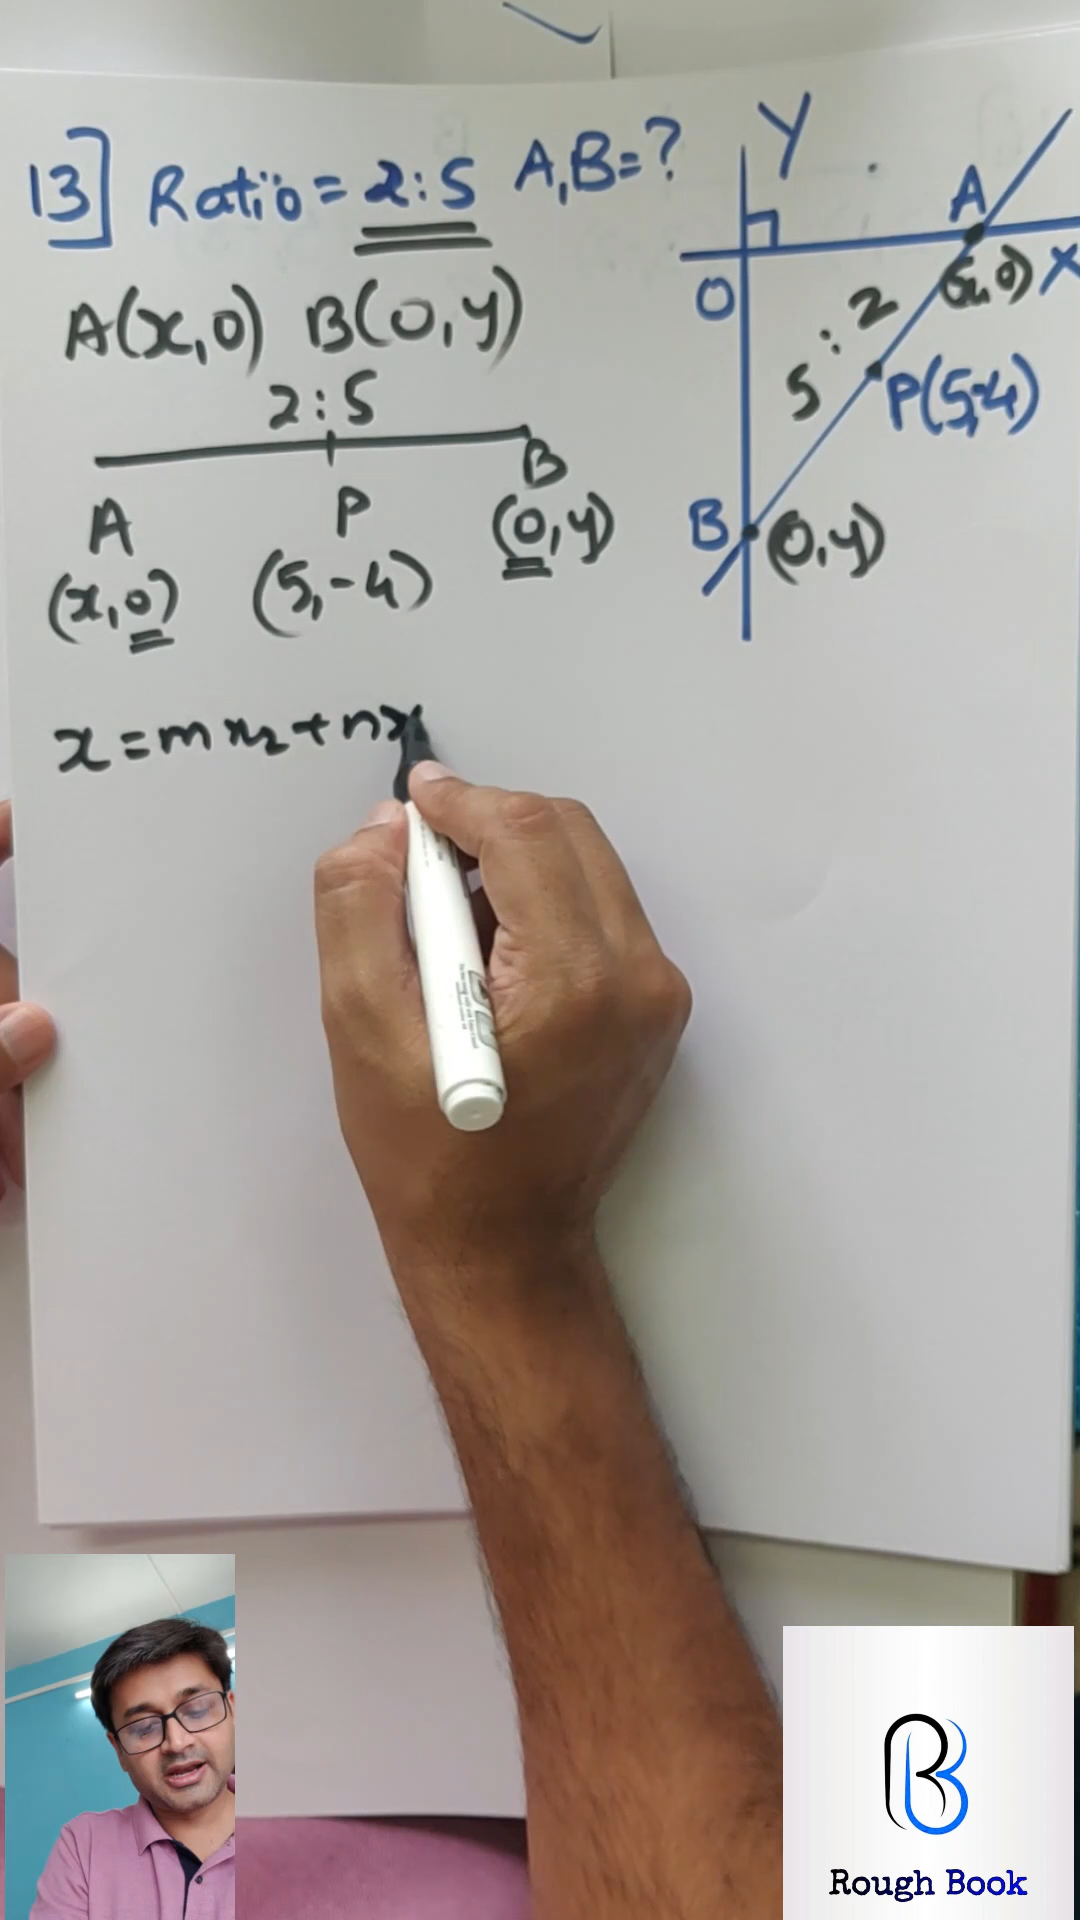 13] Ratio = 2:5 A,B=?
A(x,0) B(0,y)
2:5
A P B
(x,0) (5,-4) (0,y)
x = mx₂ + nx
Y
A
O (x,0) X
5 : 2
P(5,-4)
B (0,y)
B
Rough Book